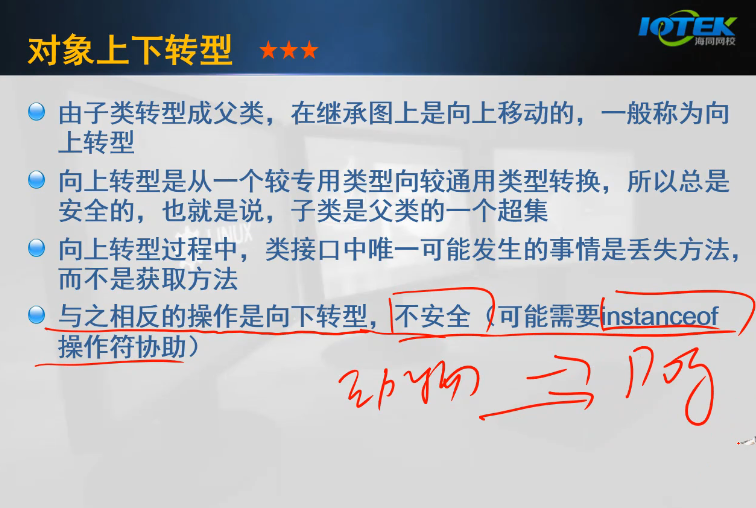 对象上下转型 ★★★
IOTEK
海同网校
由子类转型成父类，在继承图上是向上移动的，一般称为向
上转型
向上转型是从一个较专用类型向较通用类型转换，所以总是
安全的，也就是说，子类是父类的一个超集
向上转型过程中，类接口中唯一可能发生的事情是丢失方法，
而不是获取方法
与之相反的操作是向下转型，不安全（可能需要instanceof
操作符协助）
动物 Dog
LINUX